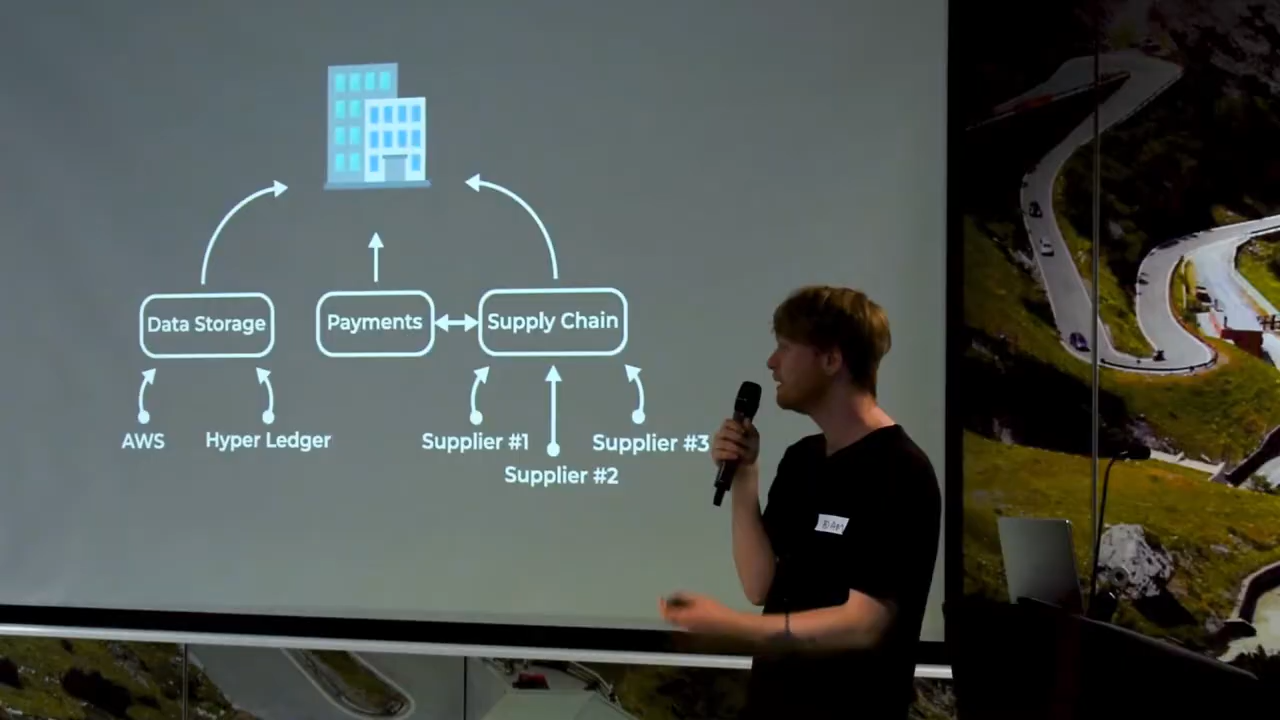 Data Storage
Payments
Supply Chain
AWS
Hyper Ledger
Supplier #1
Supplier #2
Supplier #3